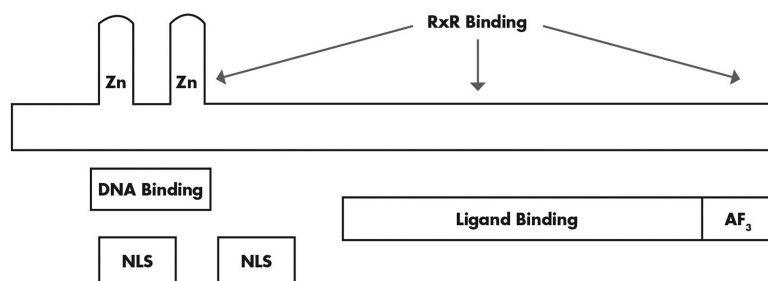 RxR Binding
Zn
Zn
DNA Binding
Ligand Binding
AF₃
NLS
NLS